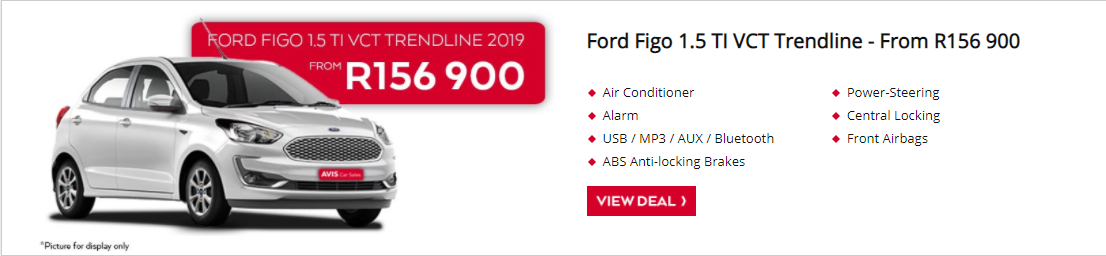 FORD FIGO 1.5 TI VCT TRENDLINE 2019
FROM R156 900
AVIS Car Sales
*Picture for display only
Ford Figo 1.5 TI VCT Trendline - From R156 900
Air Conditioner
Alarm
USB / MP3 / AUX / Bluetooth
ABS Anti-locking Brakes
Power-Steering
Central Locking
Front Airbags
VIEW DEAL ❯